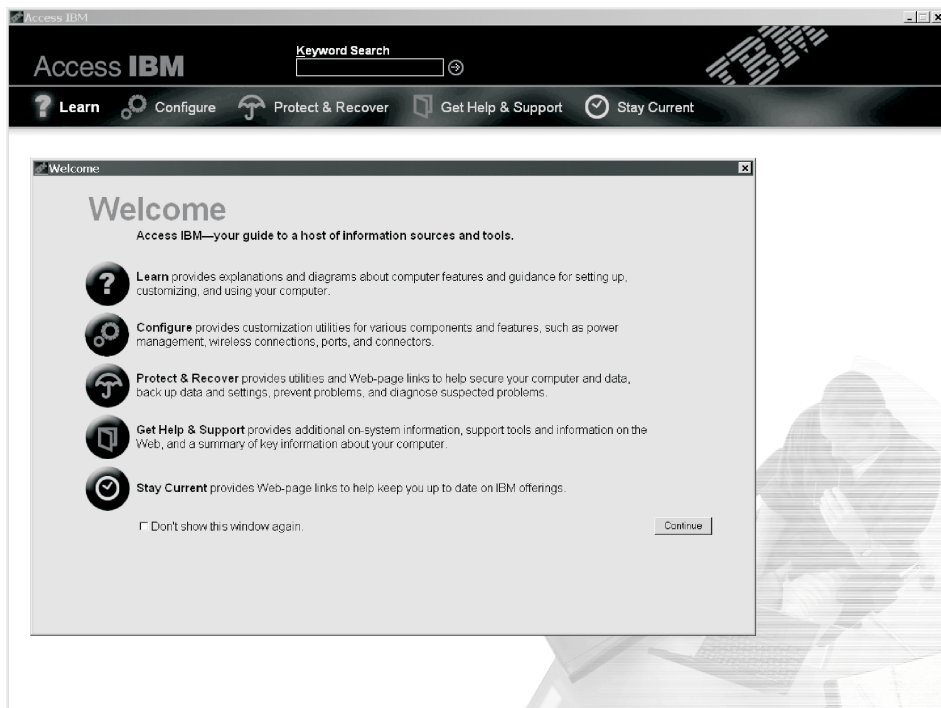 Access IBM
Keyword Search
Access IBM
IBM
Learn
Configure
Protect & Recover
Get Help & Support
Stay Current
Welcome
Welcome
Access IBM—your guide to a host of information sources and tools.
Learn provides explanations and diagrams about computer features and guidance for setting up,
customizing, and using your computer.
Configure provides customization utilities for various components and features, such as power
management, wireless connections, ports, and connectors.
Protect & Recover provides utilities and Web-page links to help secure your computer and data,
back up data and settings, prevent problems, and diagnose suspected problems.
Get Help & Support provides additional on-system information, support tools and information on the
Web, and a summary of key information about your computer.
Stay Current provides Web-page links to help keep you up to date on IBM offerings.
Don't show this window again.
Continue